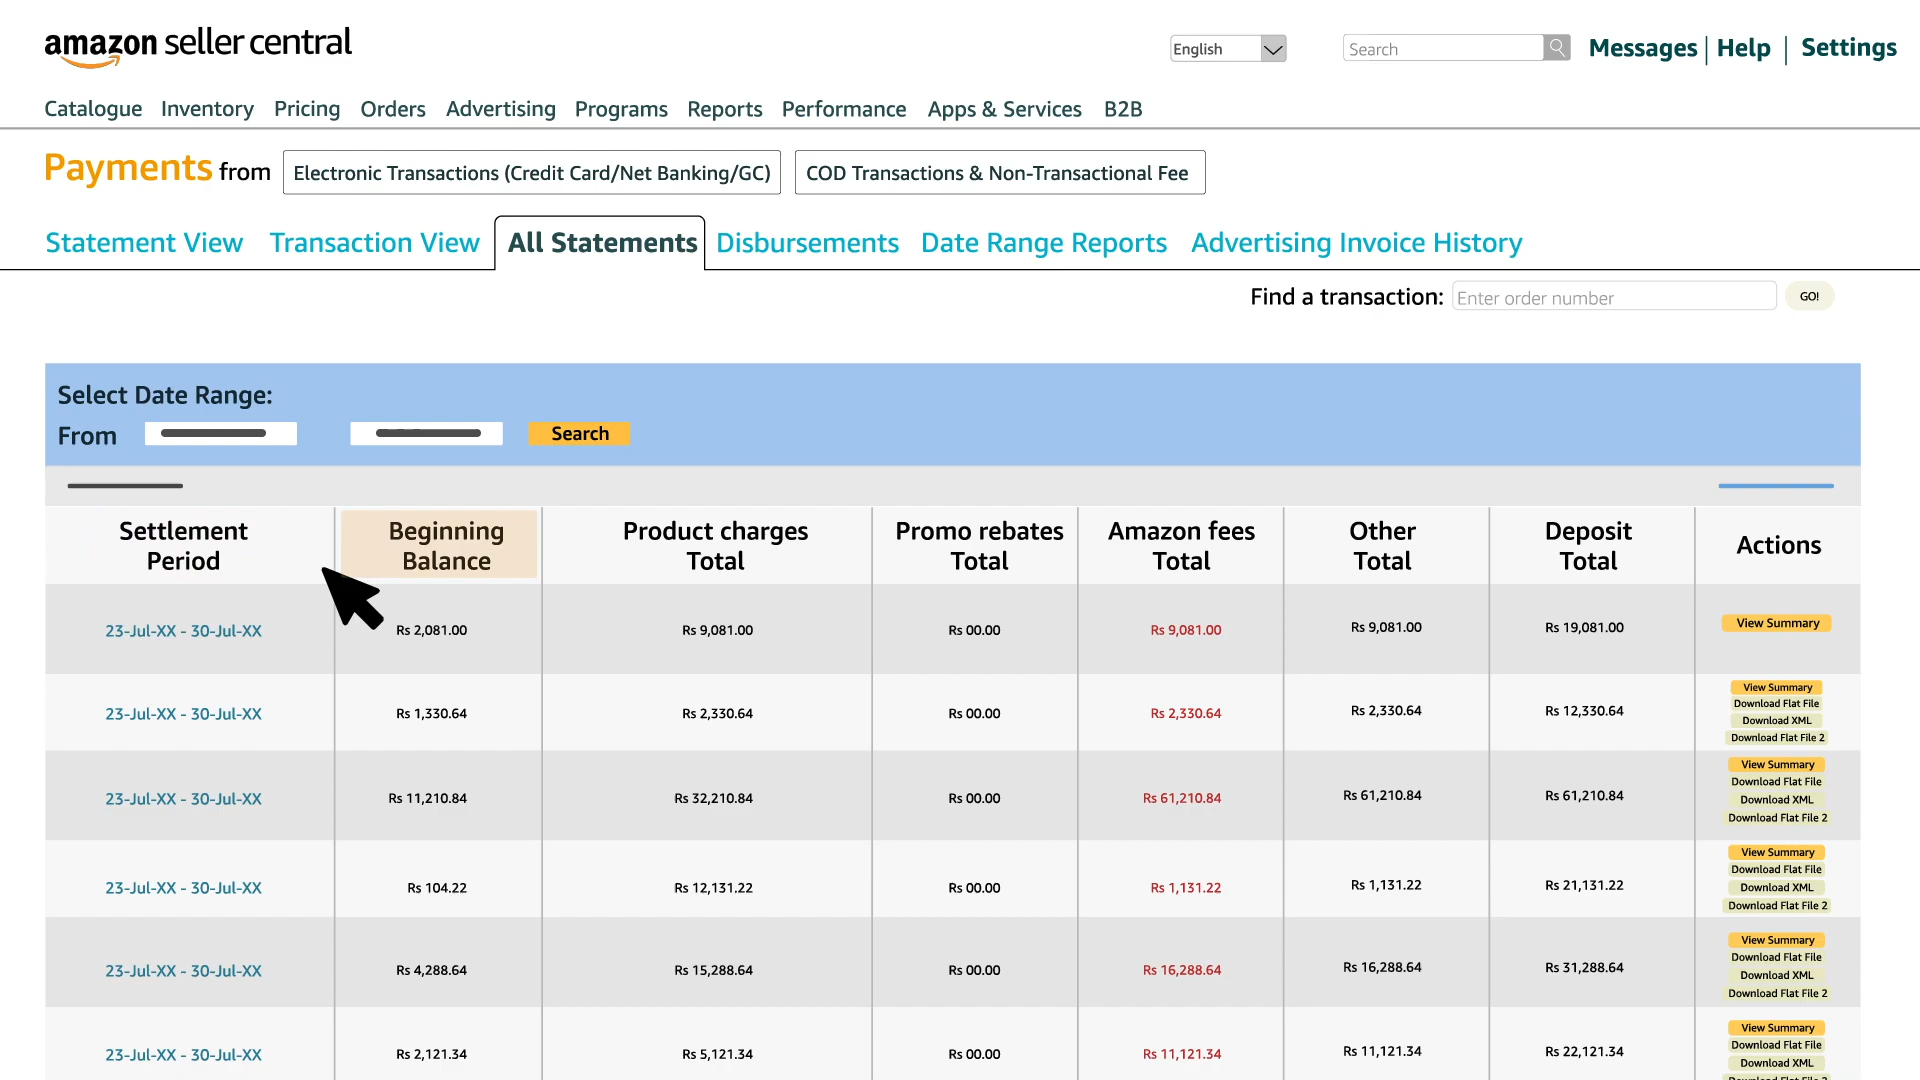 amazon seller central
English
Search
Messages | Help | Settings
Catalogue Inventory Pricing Orders Advertising Programs Reports Performance Apps & Services B2B
Payments from Electronic Transactions (Credit Card/Net Banking/GC) COD Transactions & Non-Transactional Fee
Statement View Transaction View All Statements Disbursements Date Range Reports Advertising Invoice History
Find a transaction: Enter order number GO!
Select Date Range:
From Search
Settlement Period Beginning Balance Product charges Total Promo rebates Total Amazon fees Total Other Total Deposit Total Actions
23-Jul-XX - 30-Jul-XX Rs 2,081.00 Rs 9,081.00 Rs 00.00 Rs 9,081.00 Rs 9,081.00 Rs 19,081.00 View Summary
23-Jul-XX - 30-Jul-XX Rs 1,330.64 Rs 2,330.64 Rs 00.00 Rs 2,330.64 Rs 2,330.64 Rs 12,330.64 View Summary
Download Flat File
Download XML
Download Flat File 2
23-Jul-XX - 30-Jul-XX Rs 11,210.84 Rs 32,210.84 Rs 00.00 Rs 61,210.84 Rs 61,210.84 Rs 61,210.84 View Summary
Download Flat File
Download XML
Download Flat File 2
23-Jul-XX - 30-Jul-XX Rs 104.22 Rs 12,131.22 Rs 00.00 Rs 1,131.22 Rs 1,131.22 Rs 21,131.22 View Summary
Download Flat File
Download XML
Download Flat File 2
23-Jul-XX - 30-Jul-XX Rs 4,288.64 Rs 15,288.64 Rs 00.00 Rs 16,288.64 Rs 16,288.64 Rs 31,288.64 View Summary
Download Flat File
Download XML
Download Flat File 2
23-Jul-XX - 30-Jul-XX Rs 2,121.34 Rs 5,121.34 Rs 00.00 Rs 11,121.34 Rs 11,121.34 Rs 22,121.34 View Summary
Download Flat File
Download XML